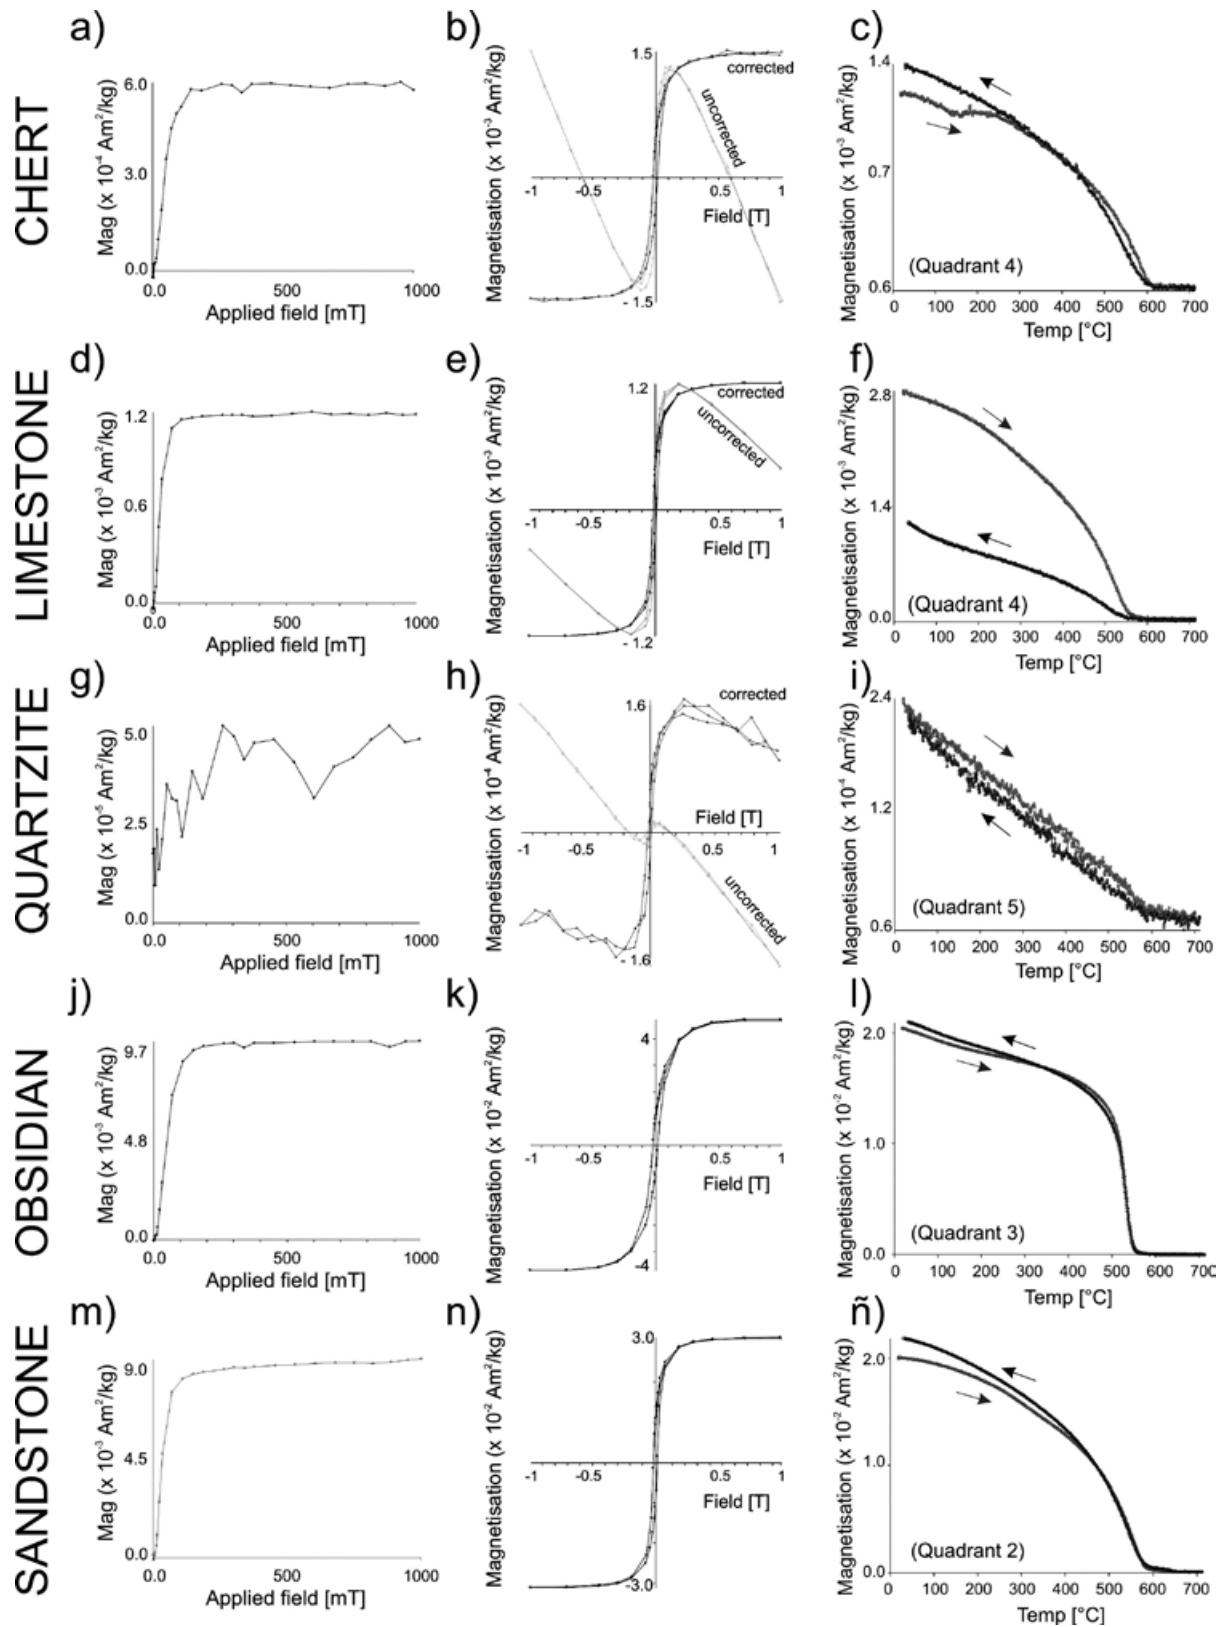 CHERT
a)
Mag (x 10⁻⁴ Am²/kg)
6.0
3.0
0.0
0.0
500
1000
Applied field [mT]
b)
Magnetisation (x 10⁻³ Am²/kg)
1.5
corrected
uncorrected
-1
-0.5
0.5
1
Field [T]
- 1.5
c)
Magnetisation (x 10⁻³ Am²/kg)
1.4
0.7
0.6
(Quadrant 4)
0
100
200
300
400
500
600
700
Temp [°C]
LIMESTONE
d)
Mag (x 10⁻³ Am²/kg)
1.2
0.6
0.0
0.0
500
1000
Applied field [mT]
e)
Magnetisation (x 10⁻³ Am²/kg)
1.2
corrected
uncorrected
-1
-0.5
0.5
1
Field [T]
- 1.2
f)
Magnetisation (x 10⁻³ Am²/kg)
2.8
1.4
0.0
(Quadrant 4)
0
100
200
300
400
500
600
700
Temp [°C]
QUARTZITE
g)
Mag (x 10⁻⁵ Am²/kg)
5.0
2.5
0.0
0.0
500
1000
Applied field [mT]
h)
Magnetisation (x 10⁻⁴ Am²/kg)
corrected
1.6
Field [T]
-1
-0.5
0.5
1
uncorrected
- 1.6
i)
Magnetisation (x 10⁻⁴ Am²/kg)
2.4
1.2
0.6
(Quadrant 5)
0
100
200
300
400
500
600
700
Temp [°C]
OBSIDIAN
j)
Mag (x 10⁻³ Am²/kg)
9.7
4.8
0.0
0.0
500
1000
Applied field [mT]
k)
Magnetisation (x 10⁻² Am²/kg)
4
-1
-0.5
0.5
1
Field [T]
-4
l)
Magnetisation (x 10⁻² Am²/kg)
2.0
1.0
0.0
(Quadrant 3)
0
100
200
300
400
500
600
700
Temp [°C]
SANDSTONE
m)
Mag (x 10⁻³ Am²/kg)
9.0
4.5
0.0
0.0
500
1000
Applied field [mT]
n)
Magnetisation (x 10⁻² Am²/kg)
3.0
-1
-0.5
0.5
1
Field [T]
-3.0
ñ)
Magnetisation (x 10⁻² Am²/kg)
2.0
1.0
0.0
(Quadrant 2)
0
100
200
300
400
500
600
700
Temp [°C]